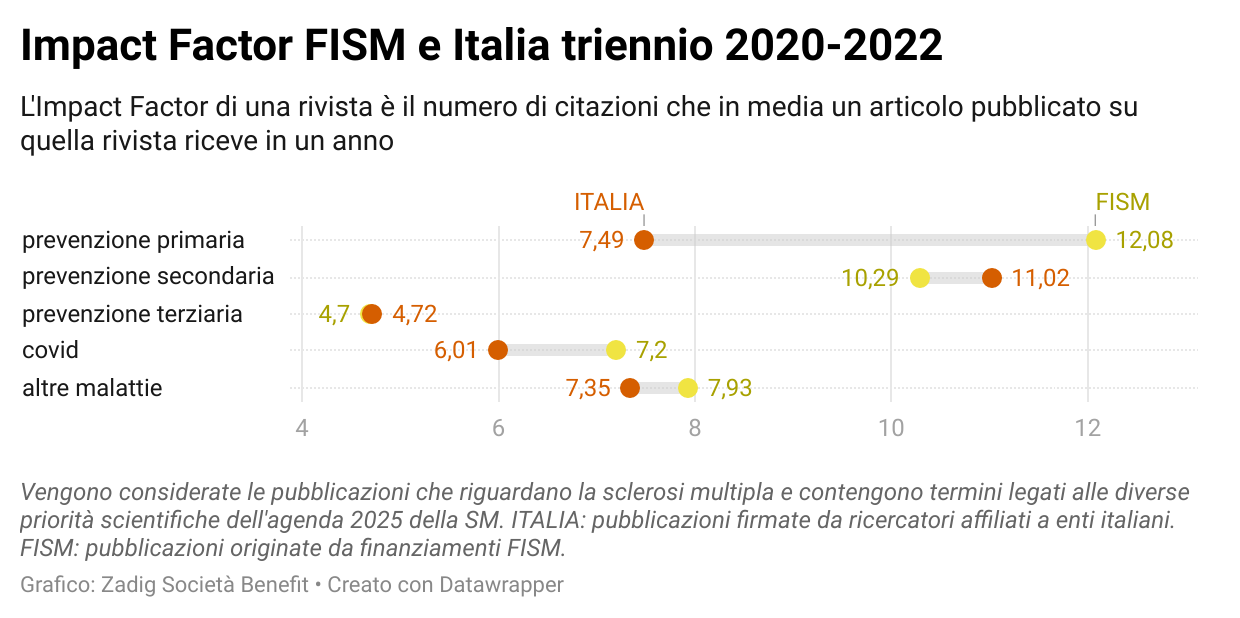 Impact Factor FISM e Italia triennio 2020-2022
L'Impact Factor di una rivista è il numero di citazioni che in media un articolo pubblicato su
quella rivista riceve in un anno
ITALIA FISM
prevenzione primaria 7,49 12,08
prevenzione secondaria 10,29 11,02
prevenzione terziaria 4,7 4,72
covid 6,01 7,2
altre malattie 7,35 7,93
4 6 8 10 12
Vengono considerate le pubblicazioni che riguardano la sclerosi multipla e contengono termini legati alle diverse
priorità scientifiche dell'agenda 2025 della SM. ITALIA: pubblicazioni firmate da ricercatori affiliati a enti italiani.
FISM: pubblicazioni originate da finanziamenti FISM.
Grafico: Zadig Società Benefit • Creato con Datawrapper